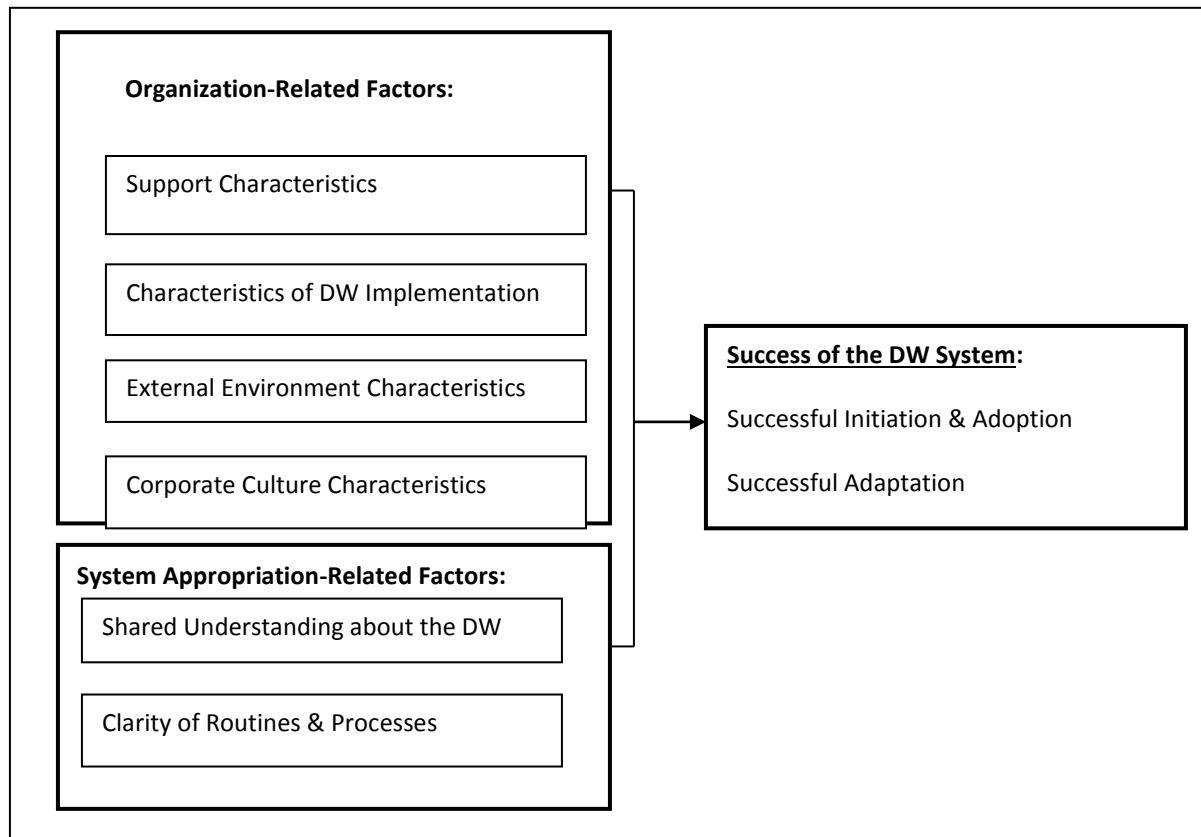 Organization-Related Factors:
Support Characteristics
Characteristics of DW Implementation
External Environment Characteristics
Corporate Culture Characteristics
System Appropriation-Related Factors:
Shared Understanding about the DW
Clarity of Routines & Processes
Success of the DW System:
Successful Initiation & Adoption
Successful Adaptation